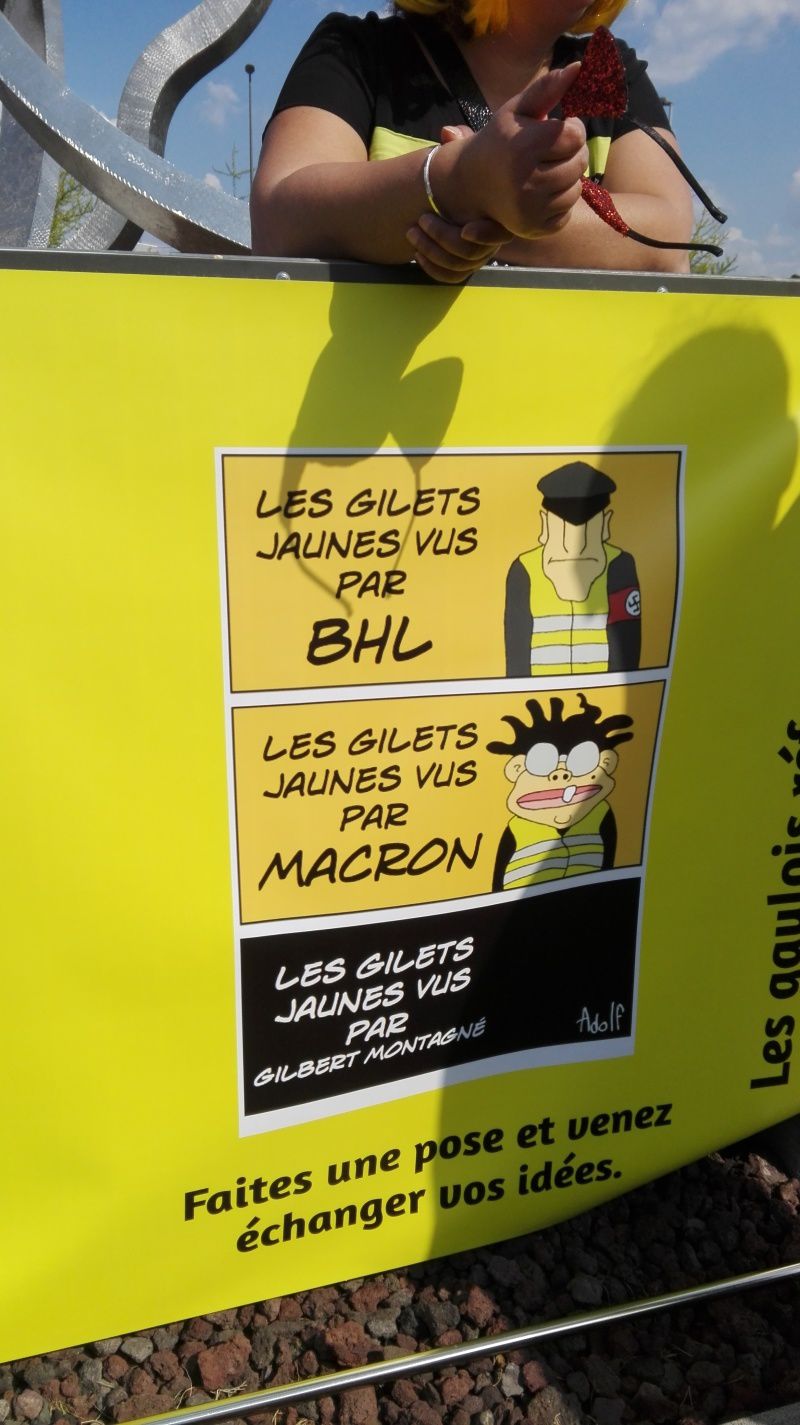 LES GILETS
JAUNES VUS
PAR
BHL
LES GILETS
JAUNES VUS
PAR
MACRON
LES GILETS
JAUNES VUS
PAR
GILBERT MONTAGNÉ
Adolf
Faites une pose et venez
échanger vos idées.
Les gaulois